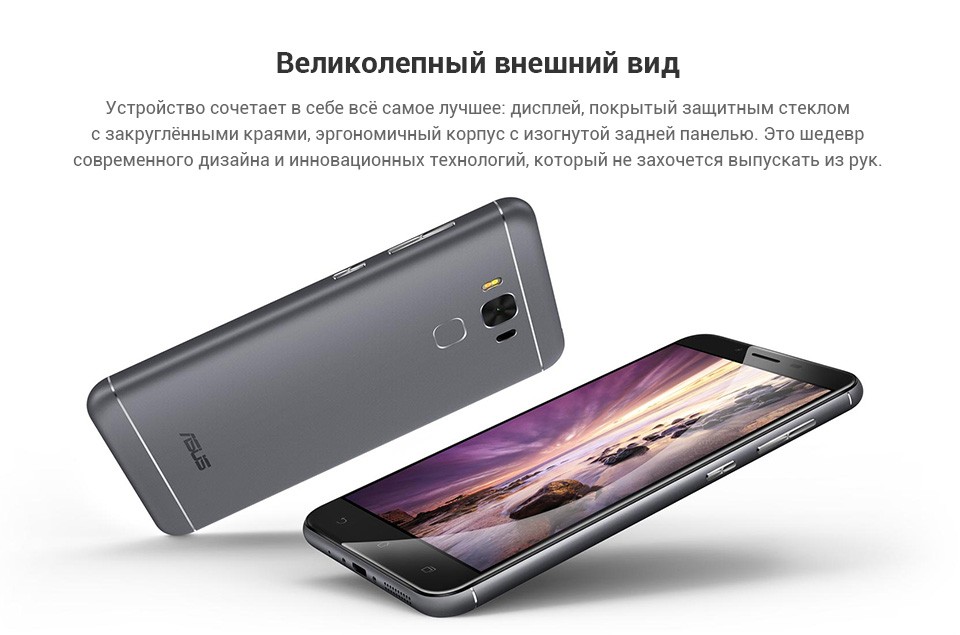 Великолепный внешний вид
Устройство сочетает в себе всё самое лучшее: дисплей, покрытый защитным стеклом
с закруглёнными краями, эргономичный корпус с изогнутой задней панелью. Это шедевр
современного дизайна и инновационных технологий, который не захочется выпускать из рук.
ASUS